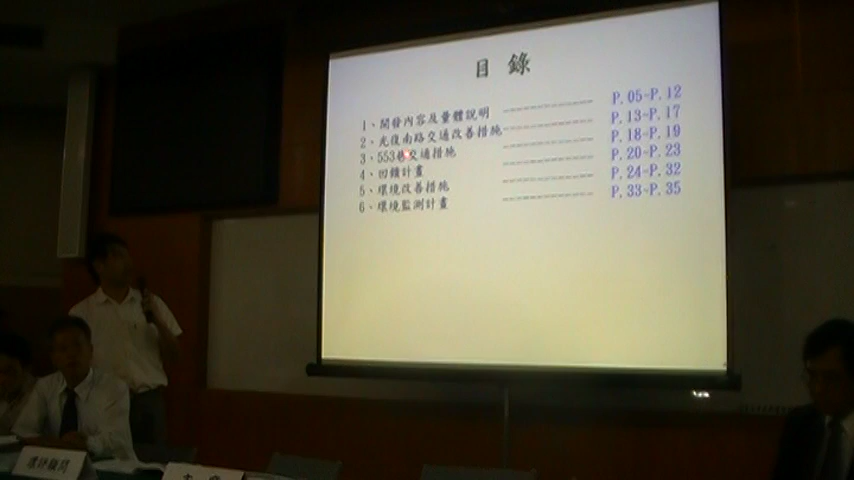 目 錄
1、開發內容及量體說明 ------------- P.05~P.12
2、光復南路交通改善措施 ------------- P.13~P.17
3、553巷交通措施 ------------- P.18~P.19
4、回饋計畫 ------------- P.20~P.23
5、環境改善措施 ------------- P.24~P.32
6、環境監測計畫 ------------- P.33~P.35
環評顧問